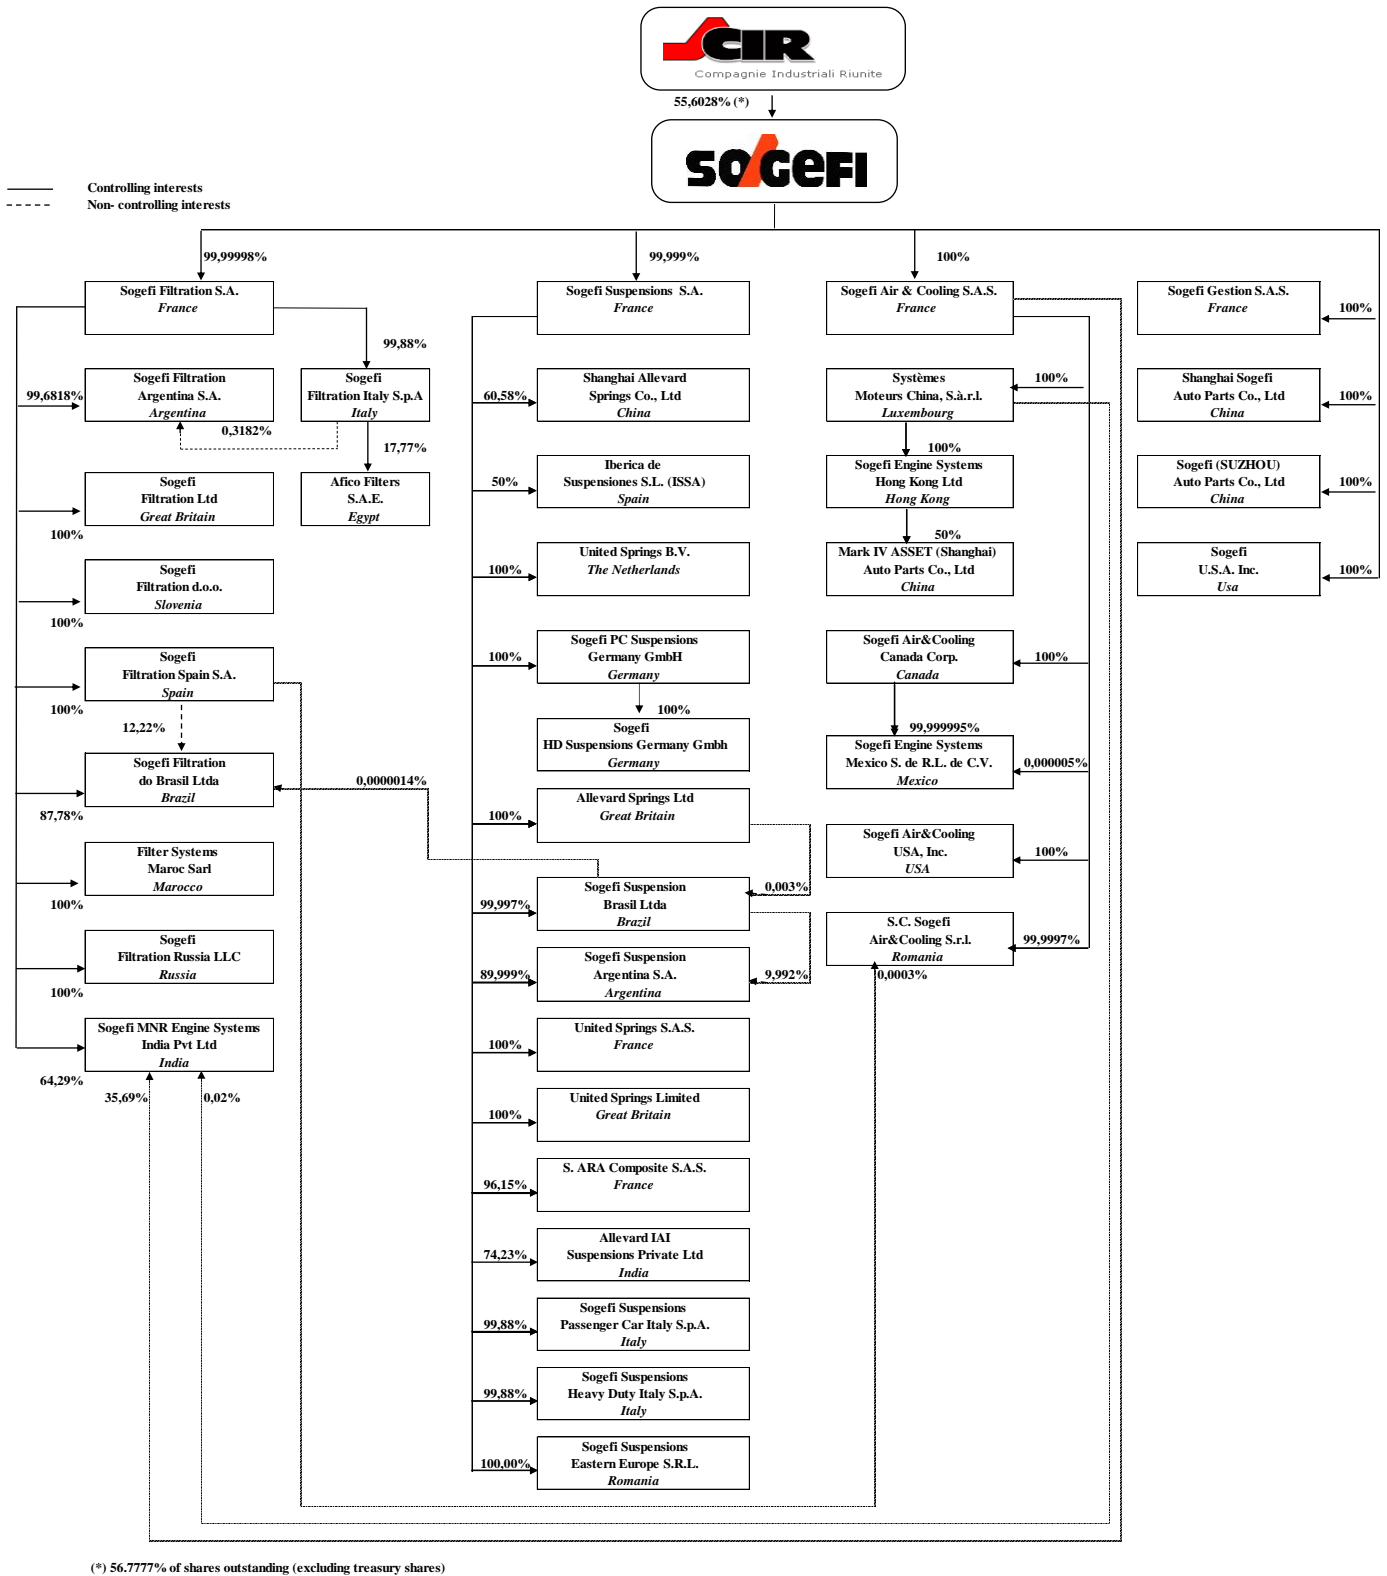 CIR
Compagnie Industriali Riunite
55,6028% (*)
SOGEFI
Controlling interests
Non- controlling interests
99,99998%
99,999%
100%
Sogefi Filtration S.A.
France
Sogefi Suspensions S.A.
France
Sogefi Air & Cooling S.A.S.
France
Sogefi Gestion S.A.S.
France
100%
99,88%
99,6818%
Sogefi Filtration
Argentina S.A.
Argentina
Sogefi
Filtration Italy S.p.A
Italy
60,58%
Shanghai Allevard
Springs Co., Ltd
China
Systèmes
Moteurs China, S.à.r.l.
Luxembourg
100%
Shanghai Sogefi
Auto Parts Co., Ltd
China
100%
0,3182%
17,77%
100%
Sogefi
Filtration Ltd
Great Britain
100%
Afico Filters
S.A.E.
Egypt
50%
Iberica de
Suspensiones S.L. (ISSA)
Spain
Sogefi Engine Systems
Hong Kong Ltd
Hong Kong
Sogefi (SUZHOU)
Auto Parts Co., Ltd
China
100%
50%
Sogefi
Filtration d.o.o.
Slovenia
100%
100%
United Springs B.V.
The Netherlands
Mark IV ASSET (Shanghai)
Auto Parts Co., Ltd
China
Sogefi
U.S.A. Inc.
Usa
100%
Sogefi
Filtration Spain S.A.
Spain
100%
12,22%
100%
Sogefi PC Suspensions
Germany GmbH
Germany
100%
Sogefi Air&Cooling
Canada Corp.
Canada
100%
99,999995%
Sogefi Filtration
do Brasil Ltda
Brazil
87,78%
0,0000014%
Sogefi
HD Suspensions Germany Gmbh
Germany
Sogefi Engine Systems
Mexico S. de R.L. de C.V.
Mexico
0,000005%
100%
Allevard Springs Ltd
Great Britain
Filter Systems
Maroc Sarl
Marocco
100%
Sogefi Air&Cooling
USA, Inc.
USA
100%
99,997%
Sogefi Suspension
Brasil Ltda
Brazil
0,003%
Sogefi
Filtration Russia LLC
Russia
100%
S.C. Sogefi
Air&Cooling S.r.l.
Romania
99,9997%
0,0003%
89,999%
Sogefi Suspension
Argentina S.A.
Argentina
9,992%
Sogefi MNR Engine Systems
India Pvt Ltd
India
64,29%
35,69%
0,02%
100%
United Springs S.A.S.
France
100%
United Springs Limited
Great Britain
96,15%
S. ARA Composite S.A.S.
France
74,23%
Allevard IAI
Suspensions Private Ltd
India
99,88%
Sogefi Suspensions
Passenger Car Italy S.p.A.
Italy
99,88%
Sogefi Suspensions
Heavy Duty Italy S.p.A.
Italy
100,00%
Sogefi Suspensions
Eastern Europe S.R.L.
Romania
(*) 56.7777% of shares outstanding (excluding treasury shares)